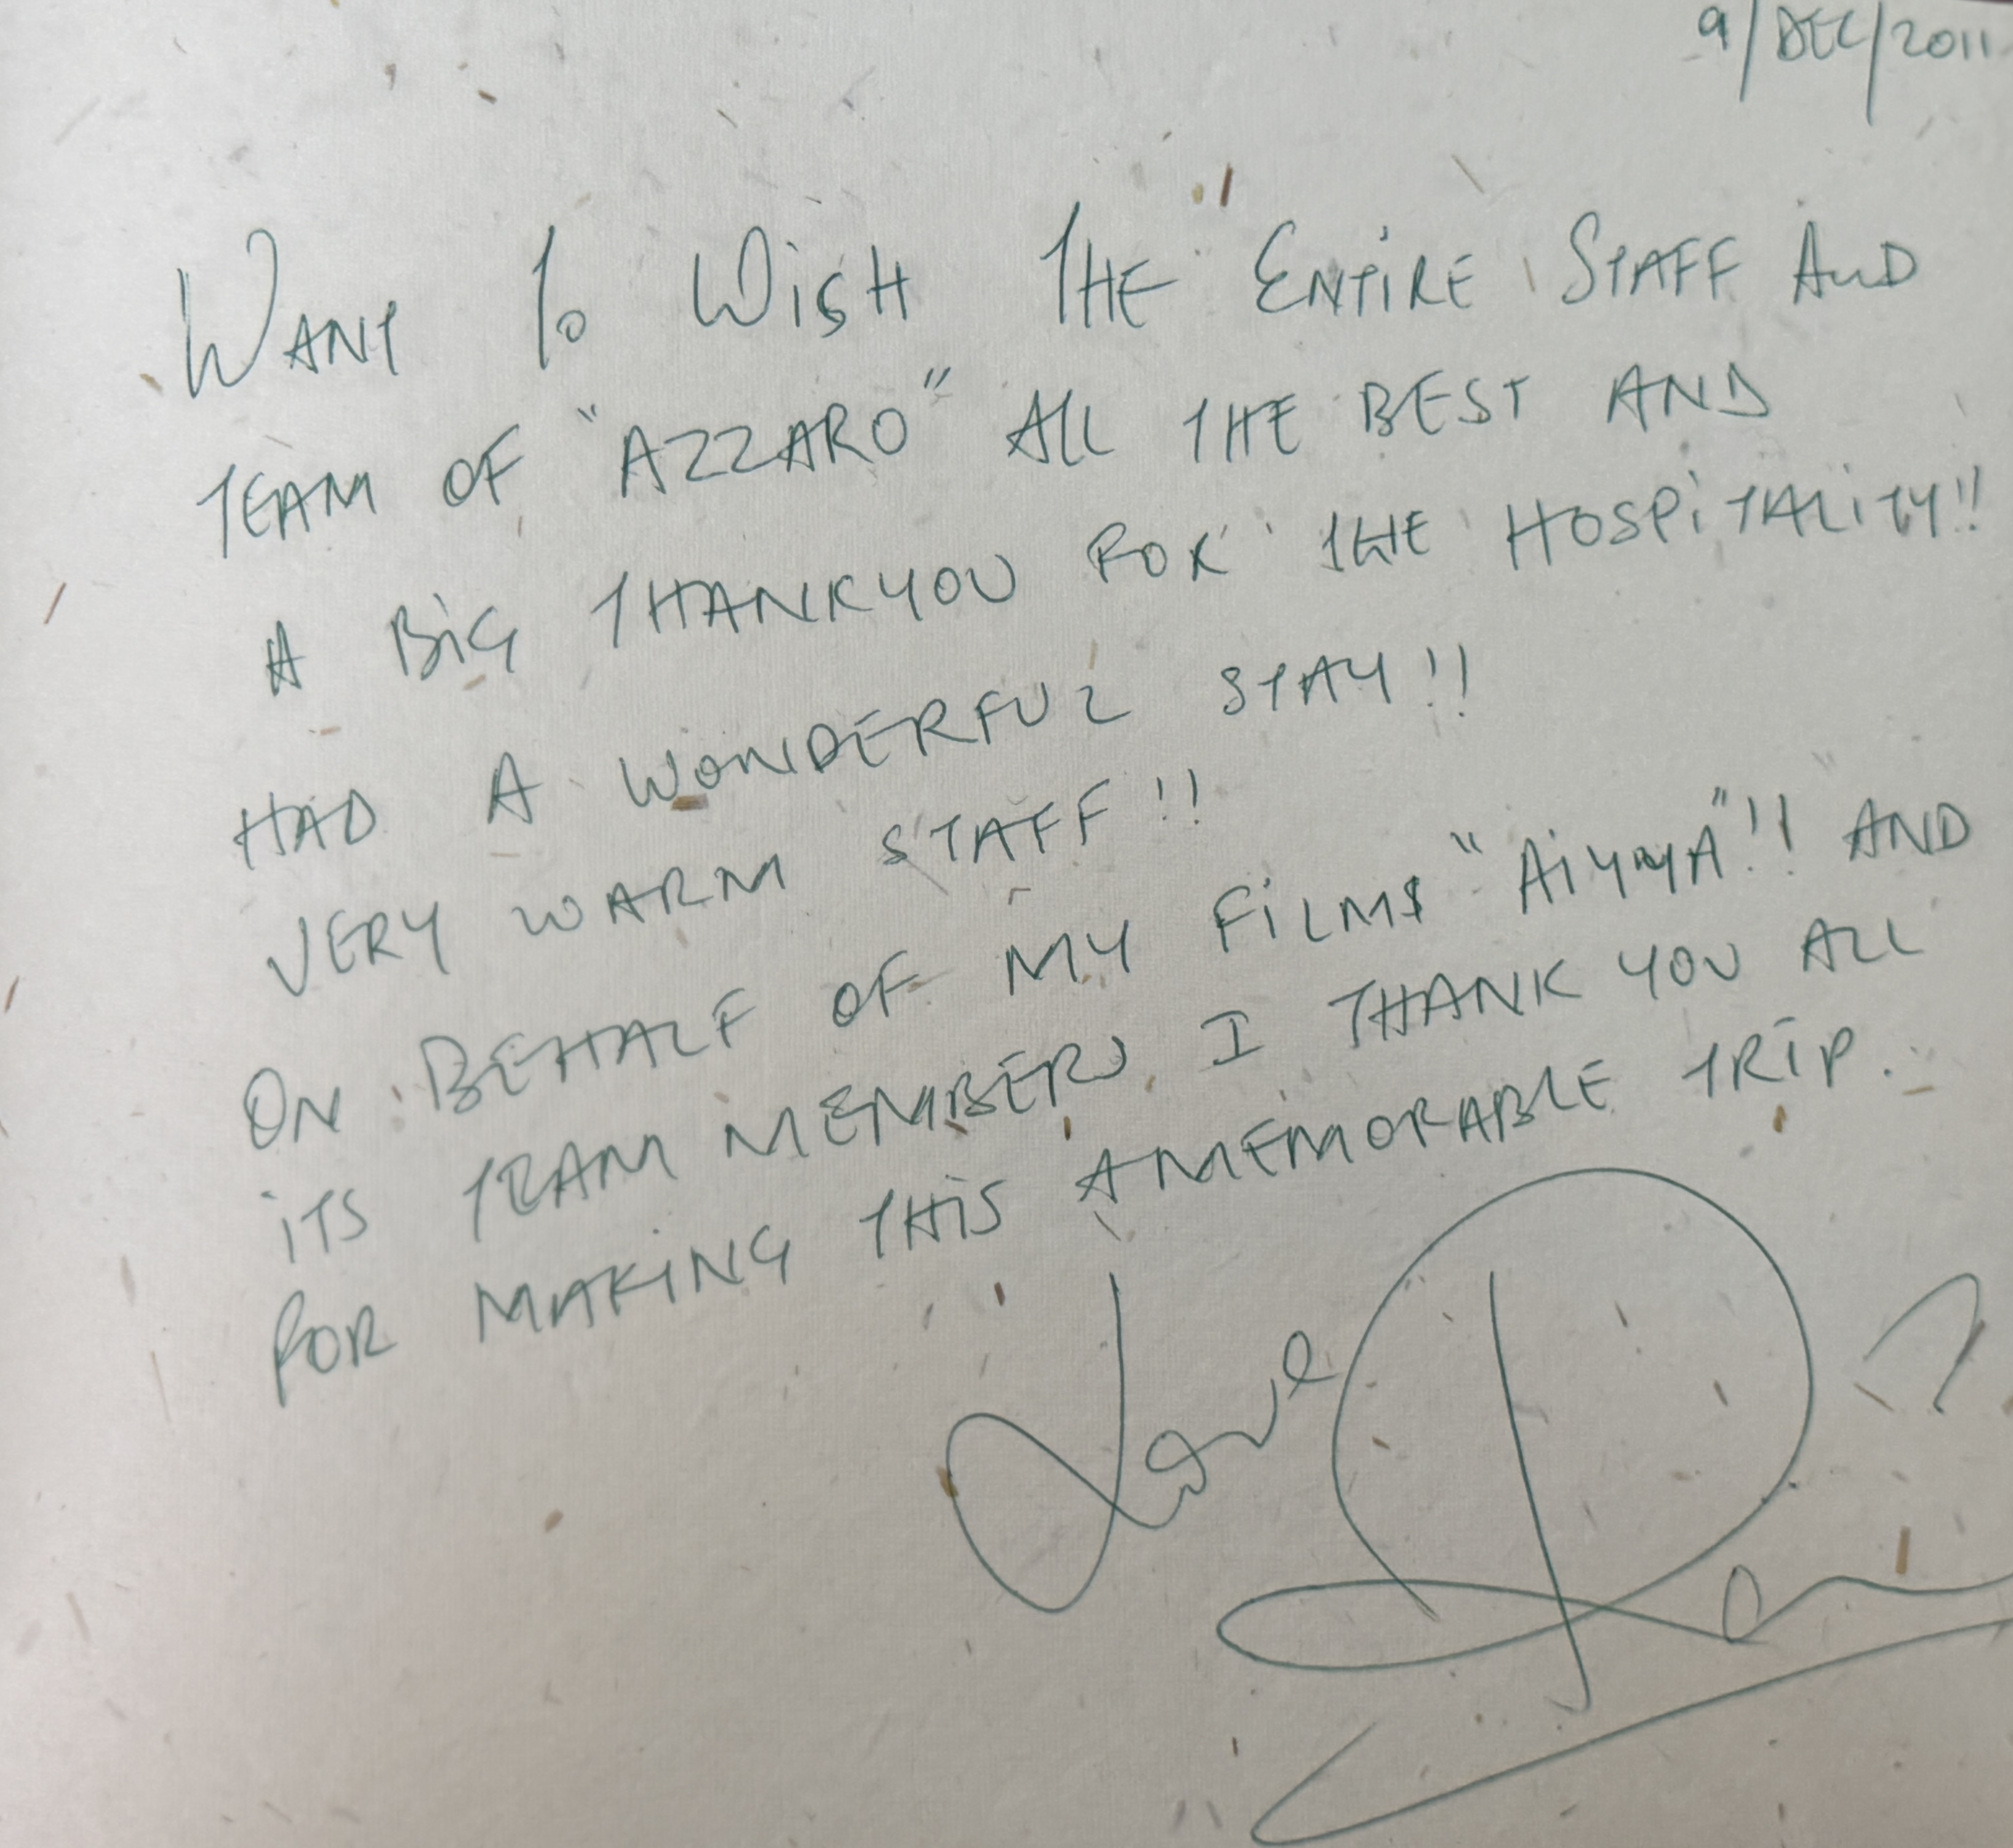 9/DEC/2011
WANT TO WISH THE ENTIRE STAFF AND
TEAM OF "AZZARO" ALL THE BEST AND
A BIG THANKYOU FOR THE HOSPITALITY!!
HAD A WONDERFUL STAY!!
VERY WARM STAFF!!
ON BEHALF OF MY FILMS "AIYYA"!! AND
ITS TEAM MEMBERS I THANK YOU ALL
FOR MAKING THIS A MEMORABLE TRIP.
Love